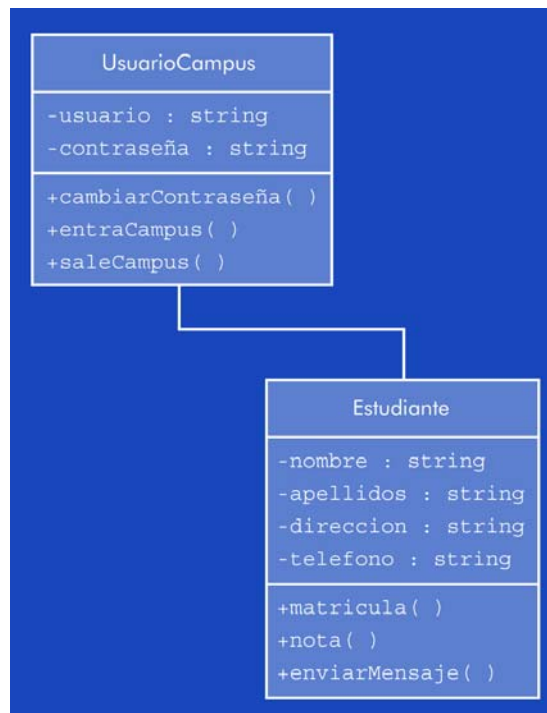 UsuarioCampus
-usuario : string
-contraseña : string
+cambiarContraseña( )
+entraCampus( )
+saleCampus( )
Estudiante
-nombre : string
-apellidos : string
-direccion : string
-telefono : string
+matricula( )
+nota( )
+enviarMensaje( )